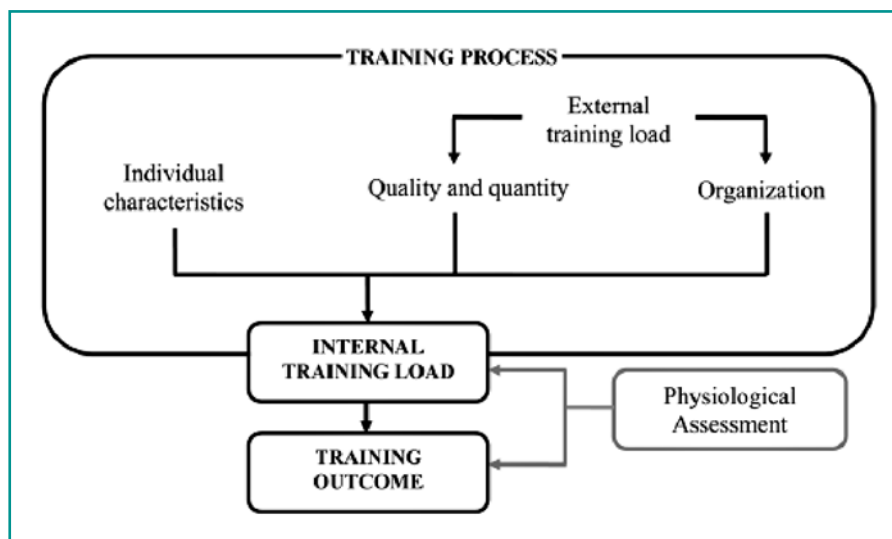 TRAINING PROCESS
External
training load
Individual
characteristics
Quality and quantity
Organization
INTERNAL
TRAINING LOAD
Physiological
Assessment
TRAINING
OUTCOME